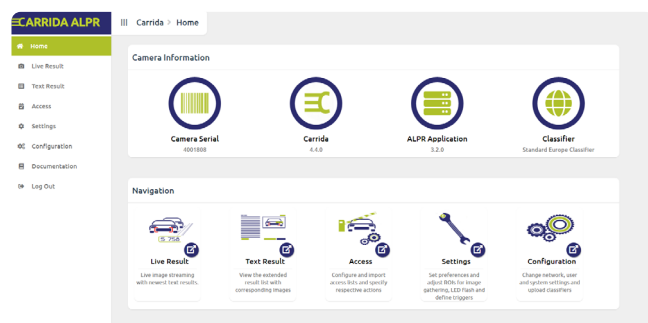 CARRIDA ALPR
Carrida > Home
Home
Live Result
Text Result
Access
Settings
Configuration
Documentation
Log Out
Camera Information
Camera Serial
4001808
Carrida
4.4.0
ALPR Application
3.2.0
Classifier
Standard Europe Classifier
Navigation
S 758
Live Result
Live image streaming
with newest text results.
Text Result
View the extended
result list with
corresponding images
Access
Configure and import
access lists and specify
respective actions
Settings
Set preferences and
adjust ROIs for image
gathering, LED flash and
define triggers
Configuration
Change network, user
and system settings and
upload classifiers